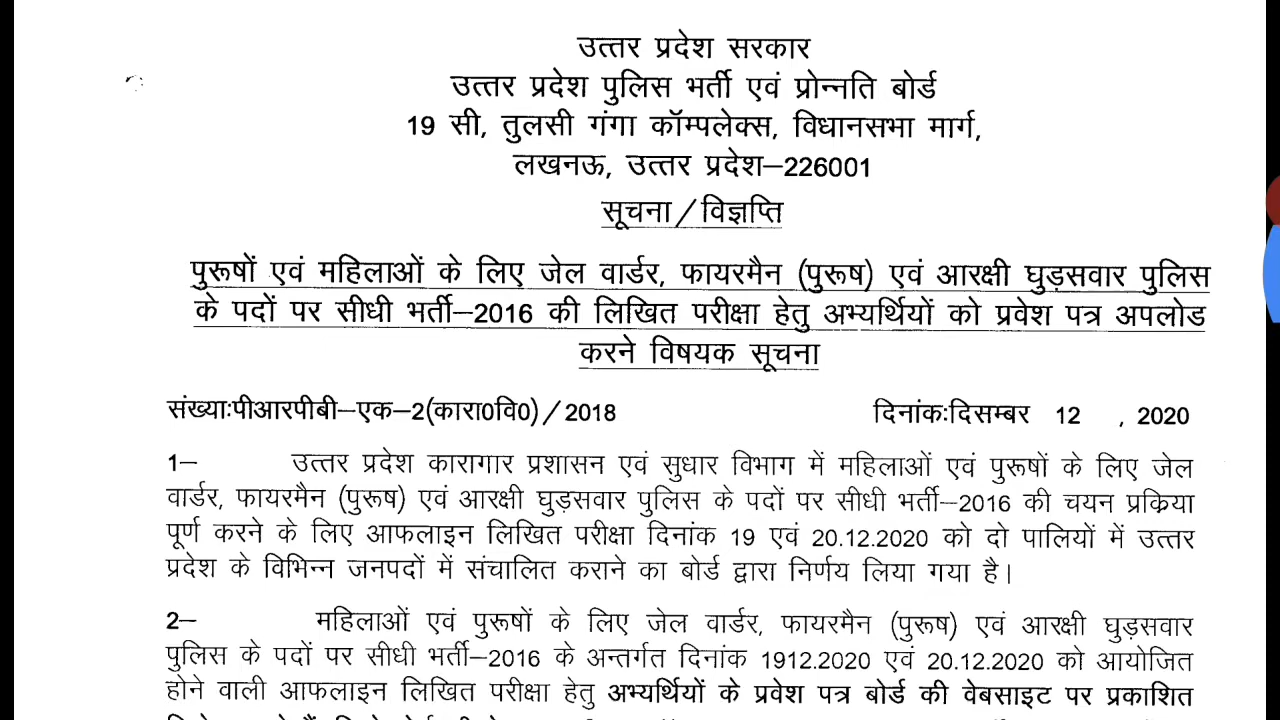 उत्तर प्रदेश सरकार
उत्तर प्रदेश पुलिस भर्ती एवं प्रोन्नति बोर्ड
19 सी, तुलसी गंगा कॉम्पलेक्स, विधानसभा मार्ग,
लखनऊ, उत्तर प्रदेश–226001
सूचना/विज्ञप्ति
पुरूषों एवं महिलाओं के लिए जेल वार्डर, फायरमैन (पुरूष) एवं आरक्षी घुड़सवार पुलिस
के पदों पर सीधी भर्ती–2016 की लिखित परीक्षा हेतु अभ्यर्थियों को प्रवेश पत्र अपलोड
करने विषयक सूचना
संख्याःपीआरपीबी–एक–2(कारा0वि0)/2018 दिनांकःदिसम्बर 12 , 2020
1– उत्तर प्रदेश कारागार प्रशासन एवं सुधार विभाग में महिलाओं एवं पुरूषों के लिए जेल
वार्डर, फायरमैन (पुरूष) एवं आरक्षी घुड़सवार पुलिस के पदों पर सीधी भर्ती–2016 की चयन प्रक्रिया
पूर्ण करने के लिए आफलाइन लिखित परीक्षा दिनांक 19 एवं 20.12.2020 को दो पालियों में उत्तर
प्रदेश के विभिन्न जनपदों में संचालित कराने का बोर्ड द्वारा निर्णय लिया गया है।
2– महिलाओं एवं पुरूषों के लिए जेल वार्डर, फायरमैन (पुरूष) एवं आरक्षी घुड़सवार
पुलिस के पदों पर सीधी भर्ती–2016 के अन्तर्गत दिनांक 1912.2020 एवं 20.12.2020 को आयोजित
होने वाली आफलाइन लिखित परीक्षा हेतु अभ्यर्थियों के प्रवेश पत्र बोर्ड की वेबसाइट पर प्रकाशित